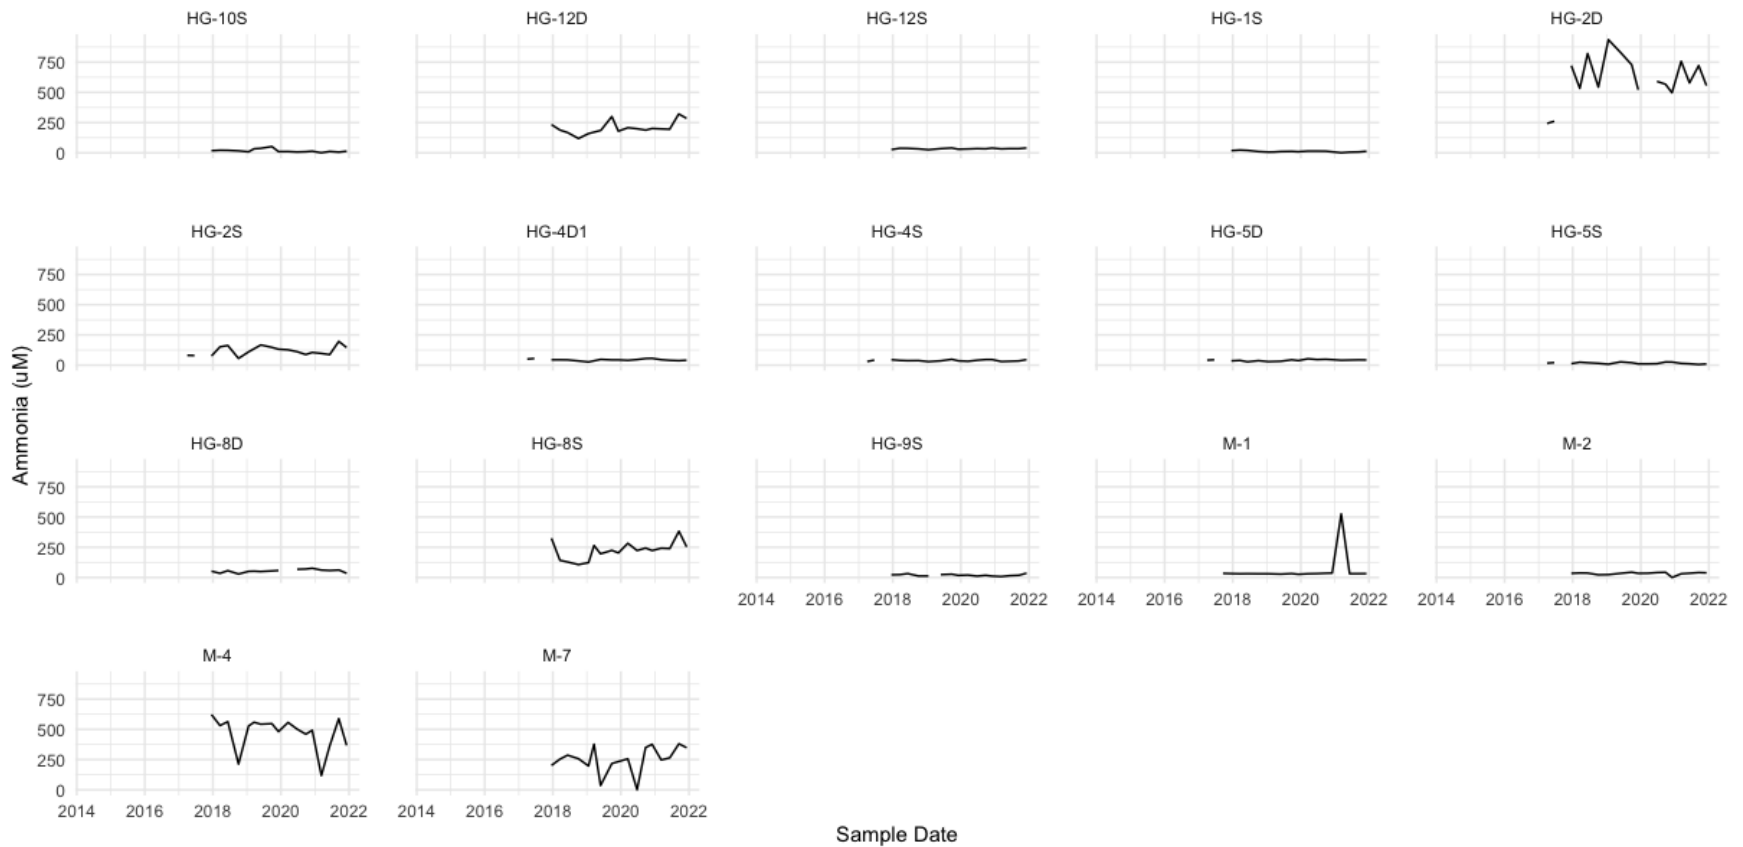 HG-10S HG-12D HG-12S HG-1S HG-2D
750
500
250
0
HG-2S HG-4D1 HG-4S HG-5D HG-5S
750
500
250
0
Ammonia (uM)
HG-8D HG-8S HG-9S M-1 M-2
750
500
250
0
2014 2016 2018 2020 2022 2014 2016 2018 2020 2022 2014 2016 2018 2020 2022
M-4 M-7
750
500
250
0
2014 2016 2018 2020 2022 2014 2016 2018 2020 2022
Sample Date